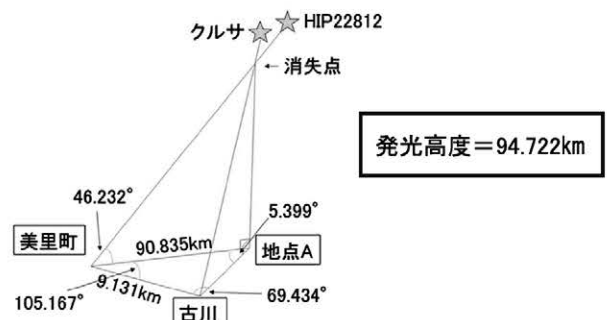 クルサ
HIP22812
消失点
発光高度＝94.722km
46.232°
5.399°
美里町
90.835km
地点A
9.131km
105.167°
69.434°
古川